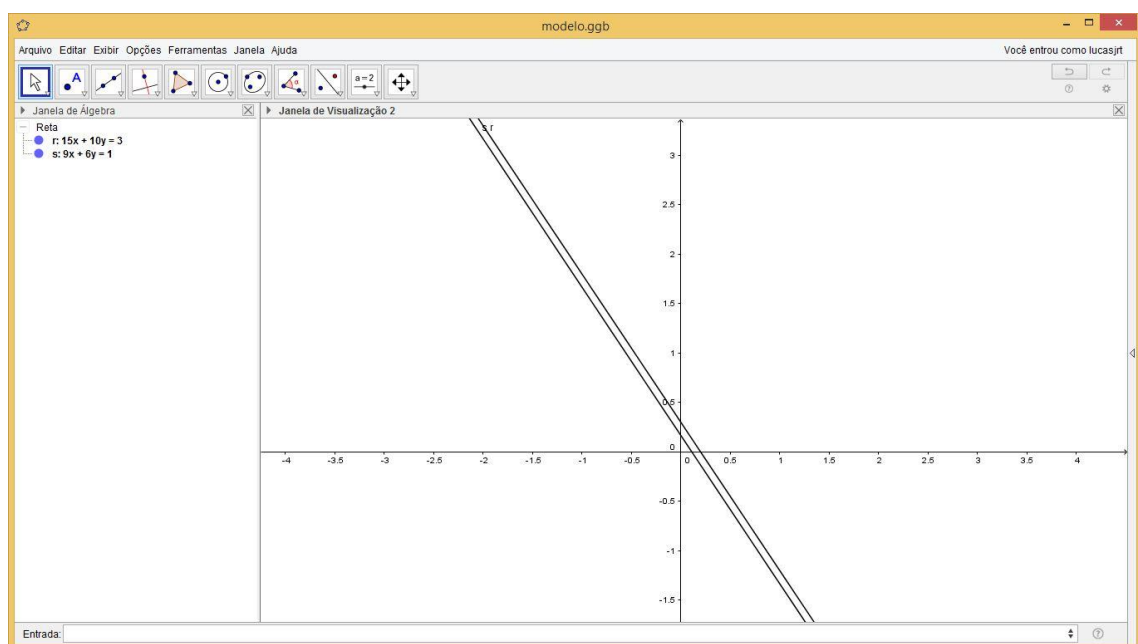 modelo.ggb
Arquivo Editar Exibir Opções Ferramentas Janela Ajuda
Você entrou como lucasjrt
A
a=2
Janela de Álgebra
Janela de Visualização 2
Reta
r: 15x + 10y = 3
s: 9x + 6y = 1
s r
3
2.5
2
1.5
1
0.5
0
-4 -3.5 -3 -2.5 -2 -1.5 -1 -0.5 0 0.5 1 1.5 2 2.5 3 3.5 4
-0.5
-1
-1.5
Entrada: